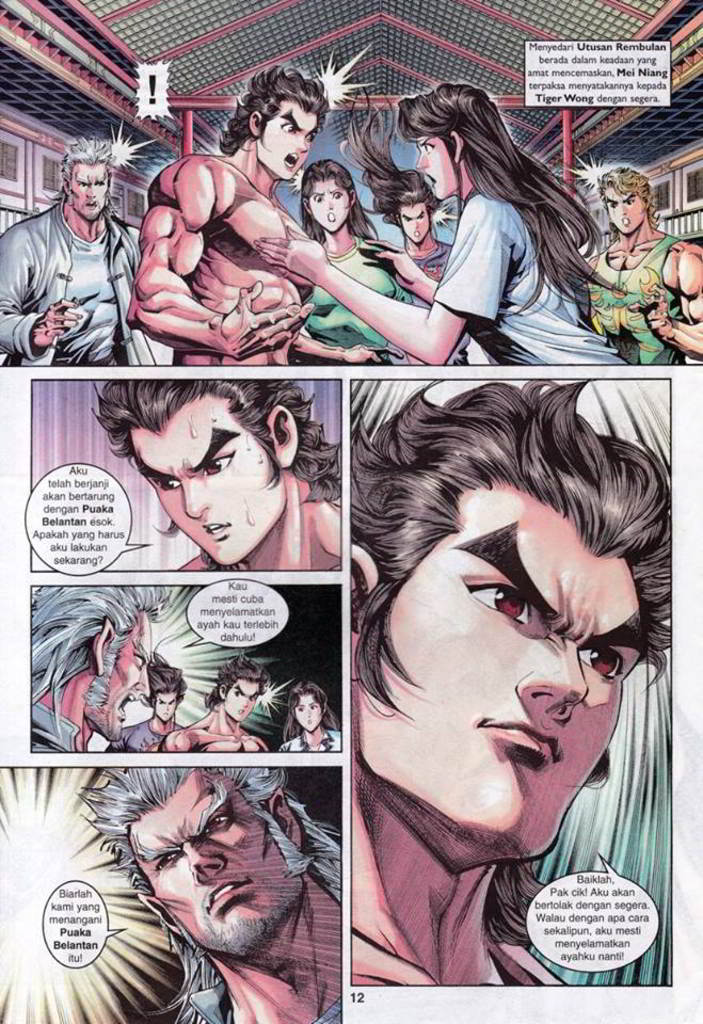 Menyedari Utusan Rembulan
berada dalam keadaan yang
amat mencemaskan, Mei Niang
terpaksa menyatakannya kepada
Tiger Wong dengan segera.
!
Aku
telah berjanji
akan bertarung
dengan Puaka
Belantan esok.
Apakah yang harus
aku lakukan
sekarang?
Kau
mesti cuba
menyelamatkan
ayah kau terlebih
dahulu!
Biarlah
kami yang
menangani
Puaka
Belantan
itu!
Baiklah,
Pak cik! Aku akan
bertolak dengan segera.
Walau dengan apa cara
sekalipun, aku mesti
menyelamatkan
ayahku nanti!
12